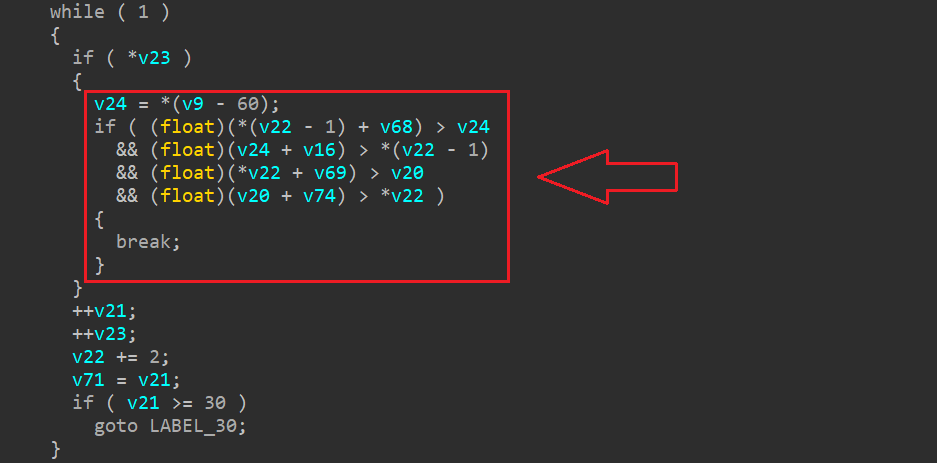 while ( 1 )
{
if ( *v23 )
{
v24 = *(v9 - 60);
if ( (float)(*(v22 - 1) + v68) > v24
&& (float)(v24 + v16) > *(v22 - 1)
&& (float)(*v22 + v69) > v20
&& (float)(v20 + v74) > *v22 )
{
break;
}
}
++v21;
++v23;
v22 += 2;
v71 = v21;
if ( v21 >= 30 )
goto LABEL_30;
}